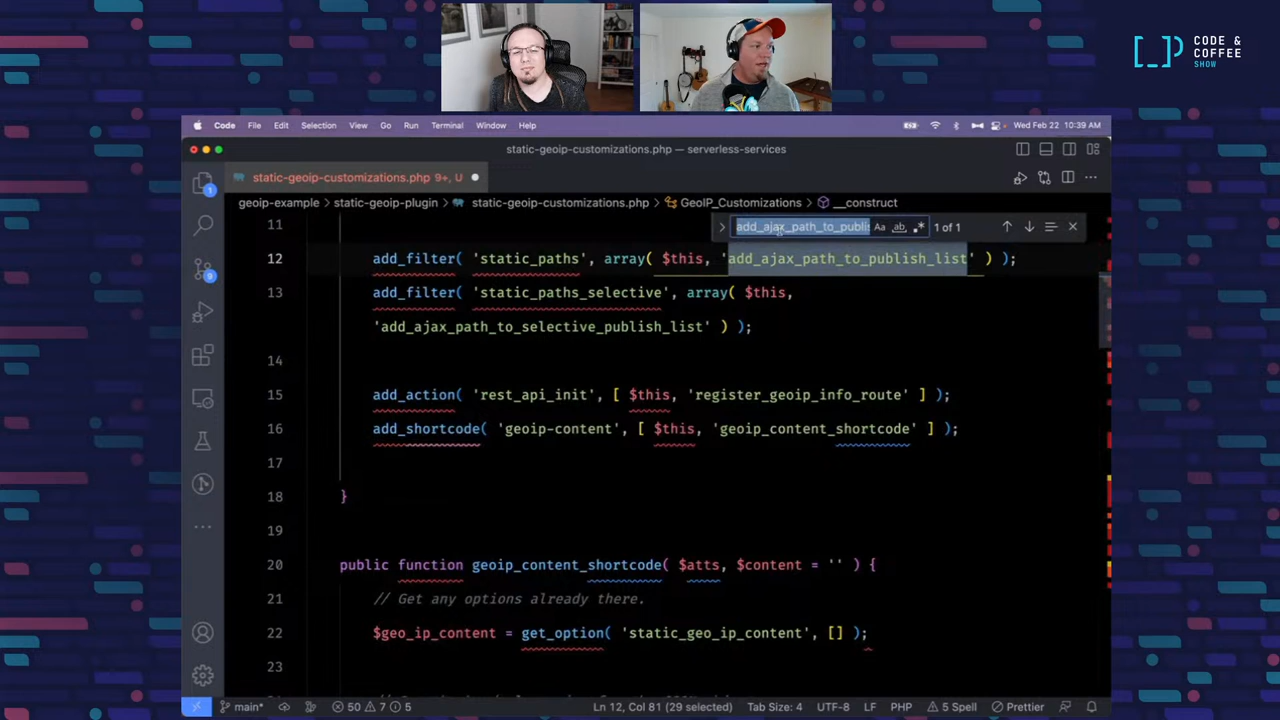 CODE &
COFFEE
SHOW
Code File Edit Selection View Go Run Terminal Window Help Wed Feb 22 10:39 AM
static-geoip-customizations.php — serverless-services
static-geoip-customizations.php 9+, U
geoip-example > static-geoip-plugin > static-geoip-customizations.php > GeoIP_Customizations > __construct
add_ajax_path_to_publis Aa ab .* 1 of 1
11
12 add_filter( 'static_paths', array( $this, 'add_ajax_path_to_publish_list' ) );
13 add_filter( 'static_paths_selective', array( $this,
'add_ajax_path_to_selective_publish_list' ) );
14
15 add_action( 'rest_api_init', [ $this, 'register_geoip_info_route' ] );
16 add_shortcode( 'geoip-content', [ $this, 'geoip_content_shortcode' ] );
17
18 }
19
20 public function geoip_content_shortcode( $atts, $content = '' ) {
21 // Get any options already there.
22 $geo_ip_content = get_option( 'static_geo_ip_content', [] );
23
main* 50 7 5 Ln 12, Col 81 (29 selected) Tab Size: 4 UTF-8 LF PHP 5 Spell Prettier